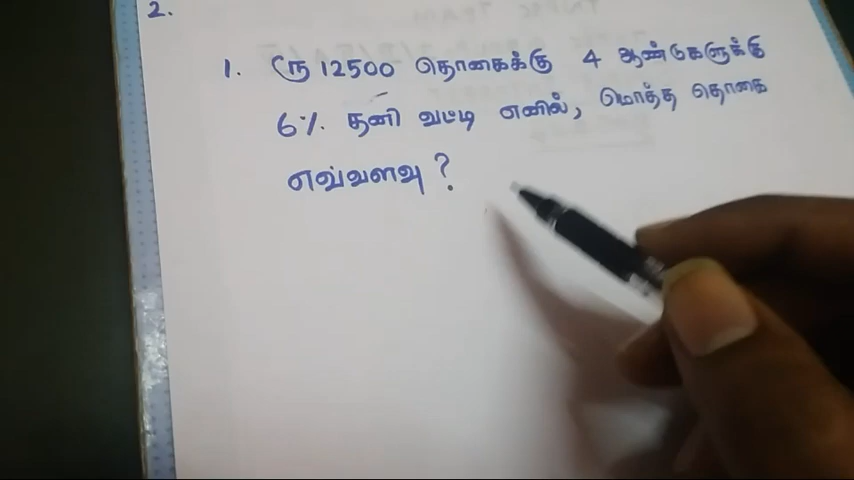 2.
1. ரூ 12500 தொகைக்கு 4 ஆண்டுகளுக்கு
6%. தனி வட்டி எனில், மொத்த தொகை
எவ்வளவு ?